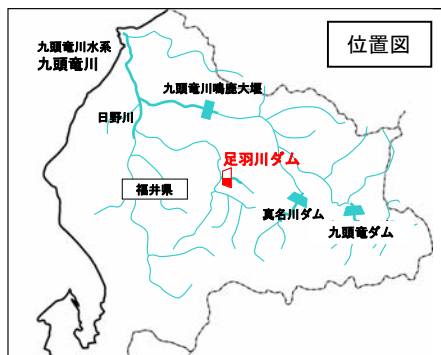 位置図
九頭竜川水系
九頭竜川
九頭竜川鳴鹿大堰
日野川
足羽川ダム
福井県
真名川ダム
九頭竜ダム